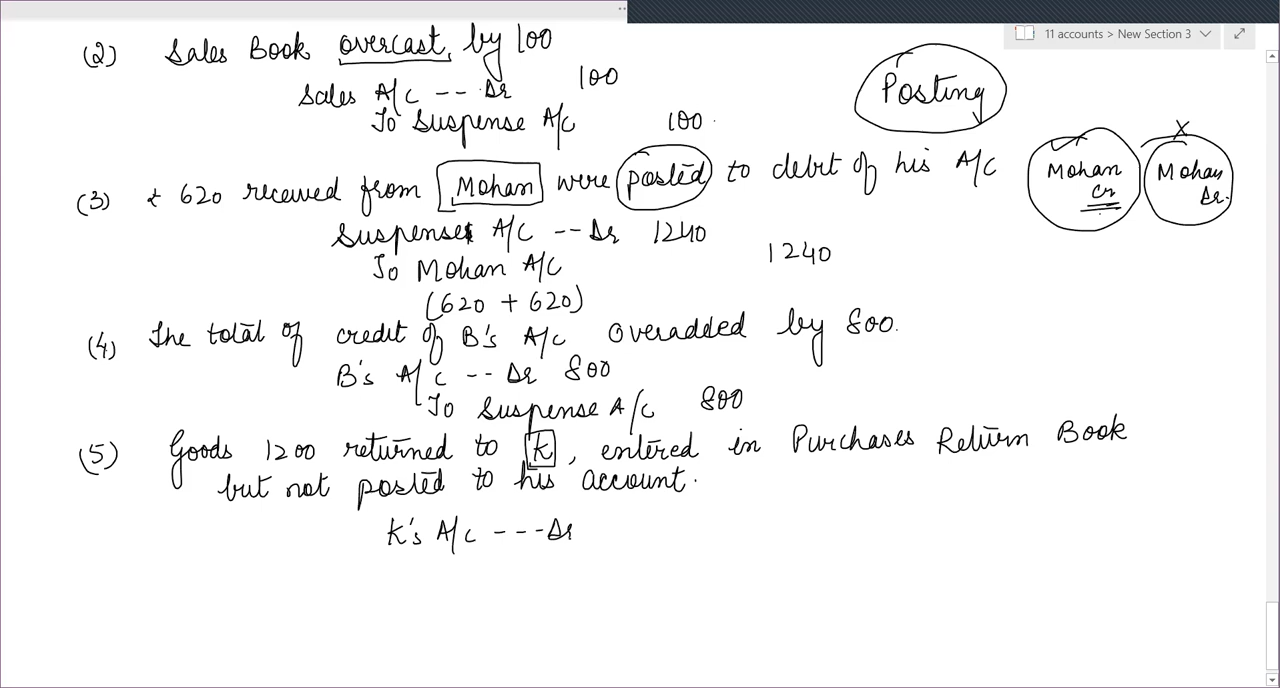 11 accounts > New Section 3
(2) Sales Book overcast by 100
Sales A/c -- Dr 100
To Suspense A/c 100
Posting
(3) ₹ 620 received from Mohan were posted to debit of his A/c
Mohan Cr
X
Mohan Dr.
Suspense A/c -- Dr 1240
To Mohan A/c 1240
(620 + 620)
(4) The total of credit of B's A/c overadded by 800.
B's A/c -- Dr 800
To Suspense A/c 800
(5) Goods 1200 returned to K, entered in Purchases Return Book
but not posted to his account.
K's A/c --- Dr